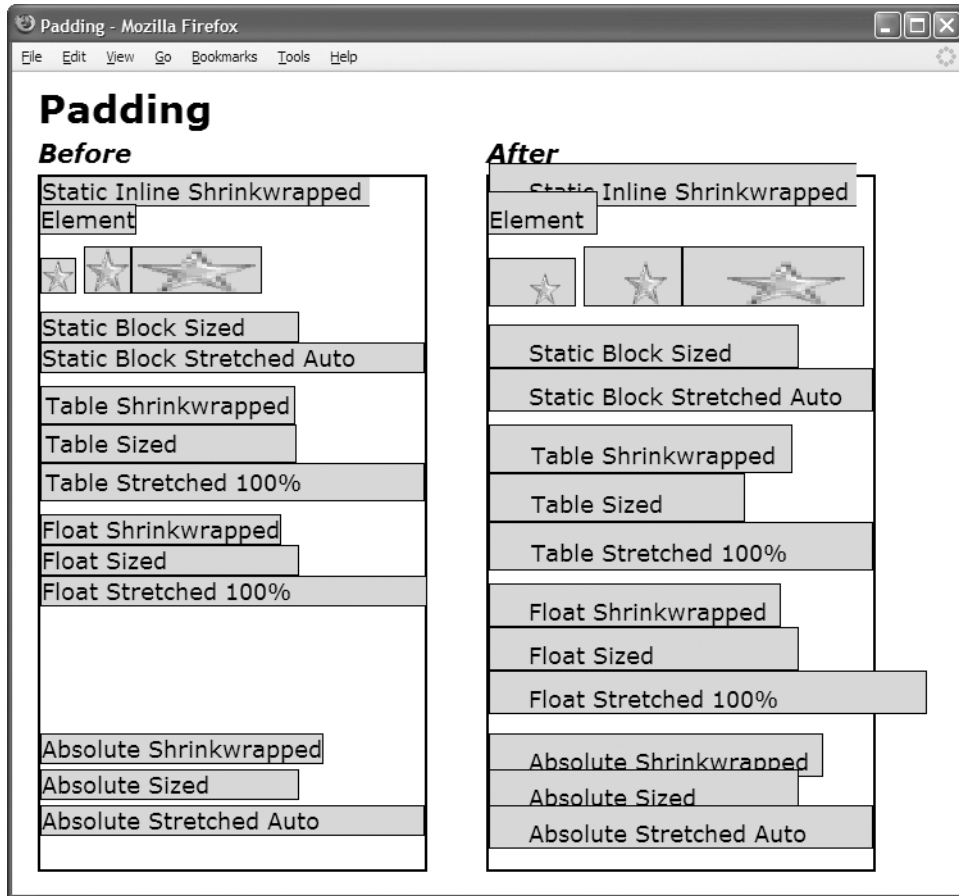 Padding - Mozilla Firefox
File Edit View Go Bookmarks Tools Help
Padding
Before
Static Inline Shrinkwrapped
Element
Static Block Sized
Static Block Stretched Auto
Table Shrinkwrapped
Table Sized
Table Stretched 100%
Float Shrinkwrapped
Float Sized
Float Stretched 100%
Absolute Shrinkwrapped
Absolute Sized
Absolute Stretched Auto
After
Static Inline Shrinkwrapped
Element
Static Block Sized
Static Block Stretched Auto
Table Shrinkwrapped
Table Sized
Table Stretched 100%
Float Shrinkwrapped
Float Sized
Float Stretched 100%
Absolute Shrinkwrapped
Absolute Sized
Absolute Stretched Auto